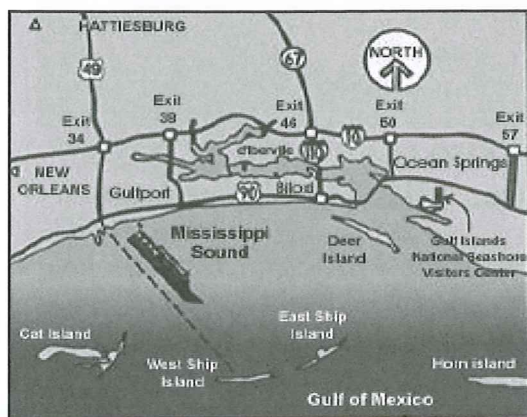 HATTIESBURG
49
67
NORTH
Exit
34
Exit
38
Exit
46
10
Exit
50
Exit
57
d'Iberville
110
Ocean Springs
NEW
ORLEANS
Gulfport
90
Biloxi
Mississippi
Sound
Deer
Island
Gulf Islands
National Seashore
Visitors Center
Cat Island
East Ship
Island
West Ship
Island
Horn island
Gulf of Mexico